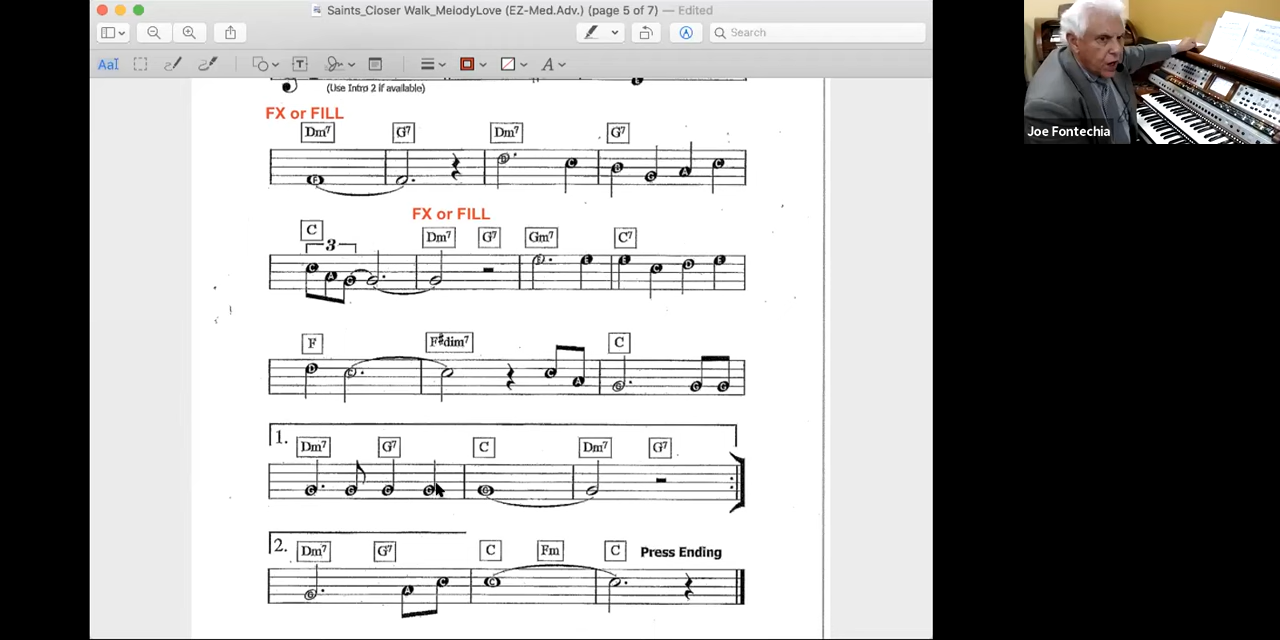 Saints_Closer Walk_MelodyLove (EZ-Med.Adv.) (page 5 of 7) — Edited
Search
AaI T A
Joe Fontechia
(Use Intro 2 if available)
FX or FILL
Dm7 G7 Dm7 G7
F D C B G A C
FX or FILL
C Dm7 G7 Gm7 C7
3
C A G E E E C D E
F F#dim7 C
D C C A G G G
1. Dm7 G7 C Dm7 G7
G G G G G
2. Dm7 G7 C Fm C Press Ending
G A C C